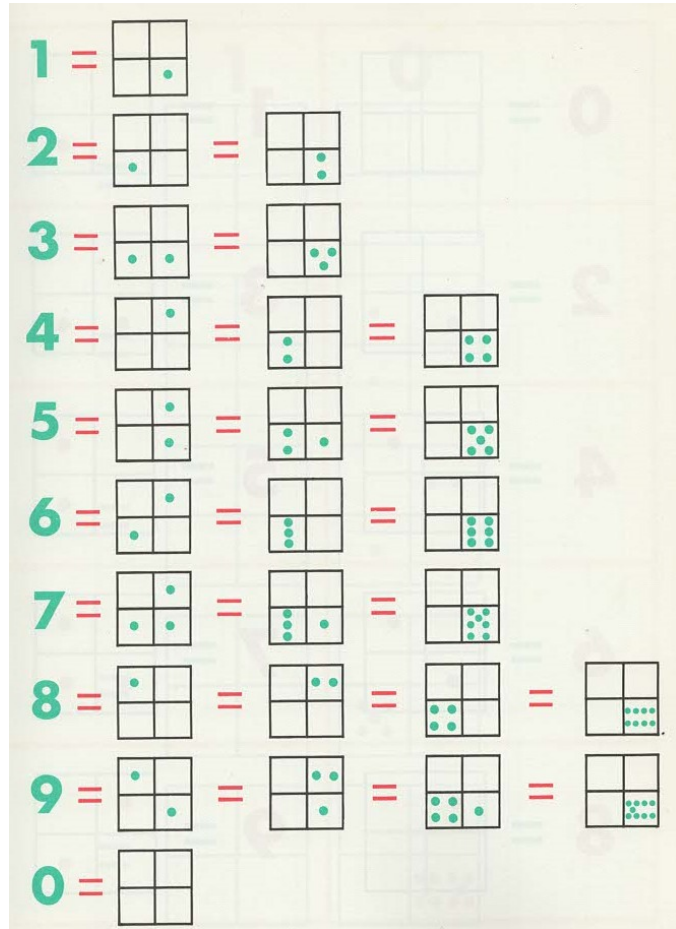 1 =
2 = =
3 = =
4 = = =
5 = = =
6 = = =
7 = = =
8 = = = =
9 = = = =
0 =